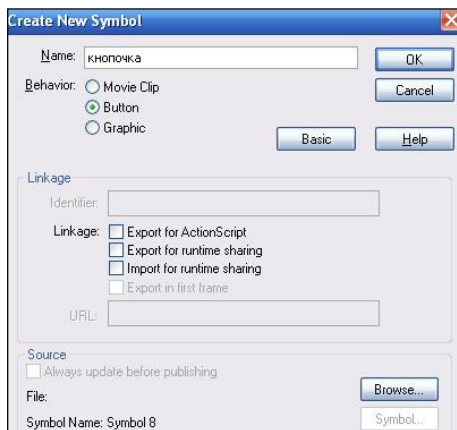 Create New Symbol
Name: кнопочка
OK
Behavior: Movie Clip
Cancel
Button
Graphic
Basic
Help
Linkage
Identifier:
Linkage: Export for ActionScript
Export for runtime sharing
Import for runtime sharing
Export in first frame
URL:
Source
Always update before publishing
File:
Browse...
Symbol Name: Symbol 8
Symbol...